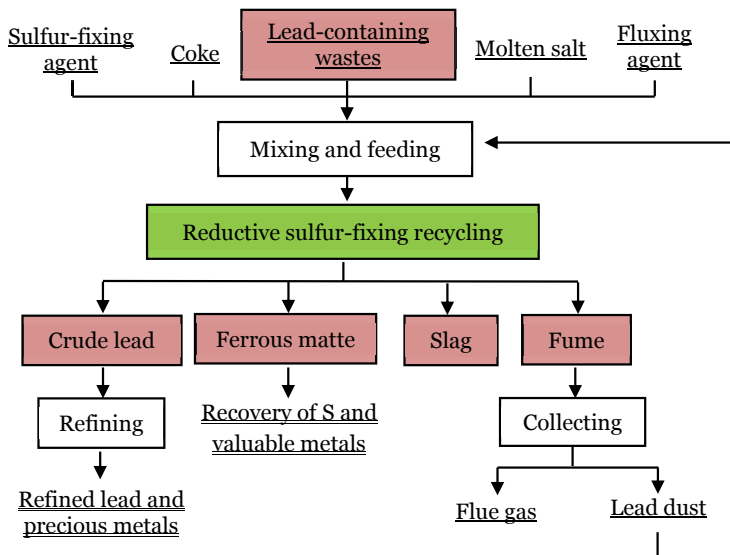 Sulfur-fixing
agent
Coke
Lead-containing
wastes
Molten salt
Fluxing
agent
Mixing and feeding
Reductive sulfur-fixing recycling
Crude lead
Ferrous matte
Slag
Fume
Refining
Recovery of S and
valuable metals
Collecting
Refined lead and
precious metals
Flue gas
Lead dust